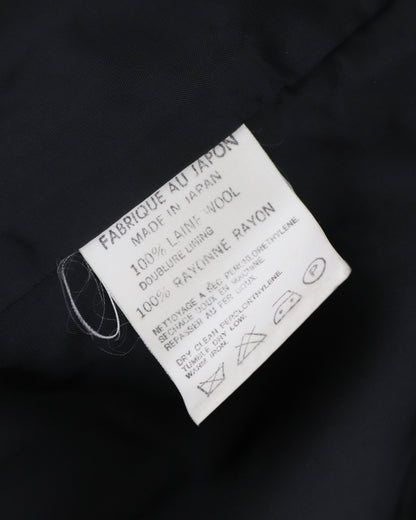 FABRIQUE AU JAPON
MADE IN JAPAN
100% LAINE WOOL
DOUBLURE LINING
100% RAYONNE RAYON
NETTOYAGE A SEC PERCHLORETHYLENE.
SECHAGE DOUX EN MACHINE.
REPASSER AU FER DOUX.
DRY CLEAN PERCLORTHYLENE.
TUMBLE DRY LOW.
WARM IRON.
P